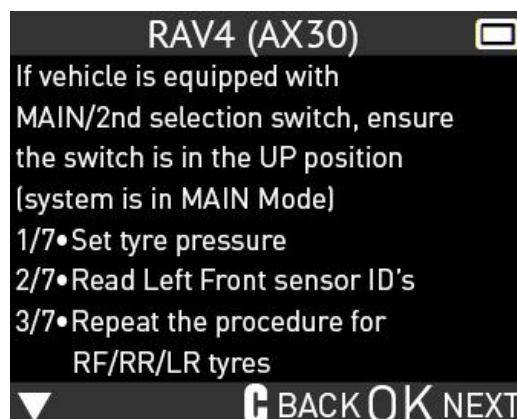 RAV4 (AX30)
If vehicle is equipped with
MAIN/2nd selection switch, ensure
the switch is in the UP position
(system is in MAIN Mode)
1/7•Set tyre pressure
2/7•Read Left Front sensor ID's
3/7•Repeat the procedure for
RF/RR/LR tyres
C BACK OK NEXT